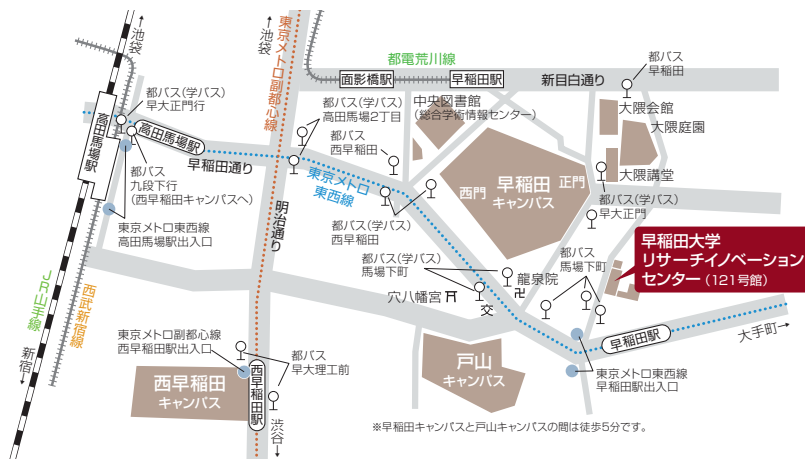 ←池袋
←池袋
東京メトロ副都心線
都電荒川線
面影橋駅
早稲田駅
新目白通り
都バス
早稲田
都バス(学バス)
早大正門行
高田馬場駅
高田馬場駅
早稲田通り
都バス(学バス)
高田馬場2丁目
中央図書館
(総合学術情報センター)
大隈会館
大隈庭園
都バス
西早稲田
大隈講堂
都バス
九段下行
(西早稲田キャンパスへ)
東京メトロ
東西線
西門
早稲田
キャンパス
正門
都バス(学バス)
早大正門
都バス(学バス)
西早稲田
明治通り
東京メトロ東西線
高田馬場駅出入口
都バス(学バス)
馬場下町
龍泉院
卍
都バス
馬場下町
早稲田大学
リサーチイノベーション
センター(121号館)
穴八幡宮
交
JR山手線
西武新宿線
新宿→
東京メトロ副都心線
西早稲田駅出入口
都バス
早大理工前
西早稲田
キャンパス
西早稲田駅
渋谷→
戸山
キャンパス
早稲田駅
大手町→
東京メトロ東西線
早稲田駅出入口
※早稲田キャンパスと戸山キャンパスの間は徒歩5分です。